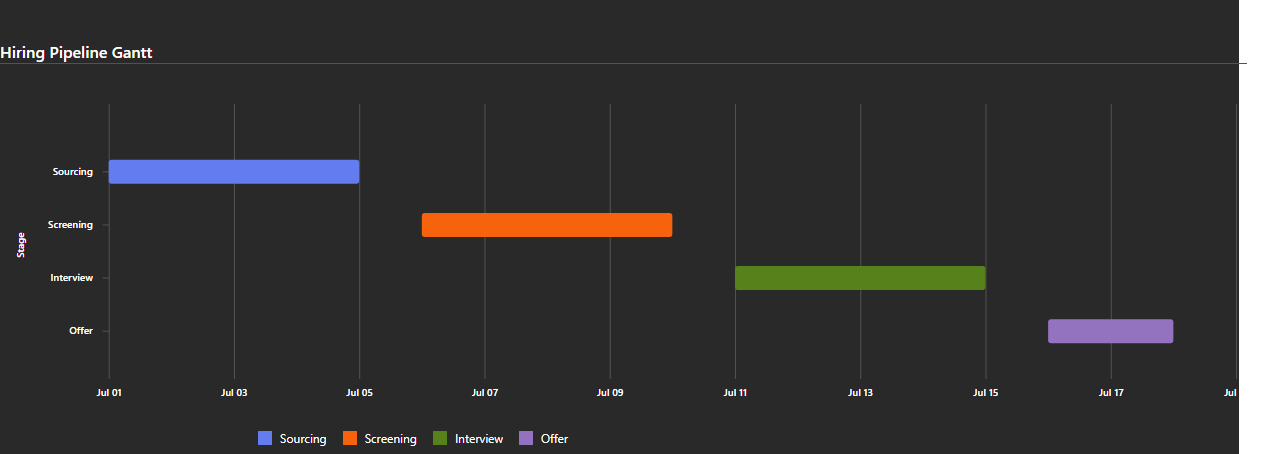 Hiring Pipeline Gantt
Stage
Sourcing
Screening
Interview
Offer
Jul 01 Jul 03 Jul 05 Jul 07 Jul 09 Jul 11 Jul 13 Jul 15 Jul 17 Jul
Sourcing Screening Interview Offer